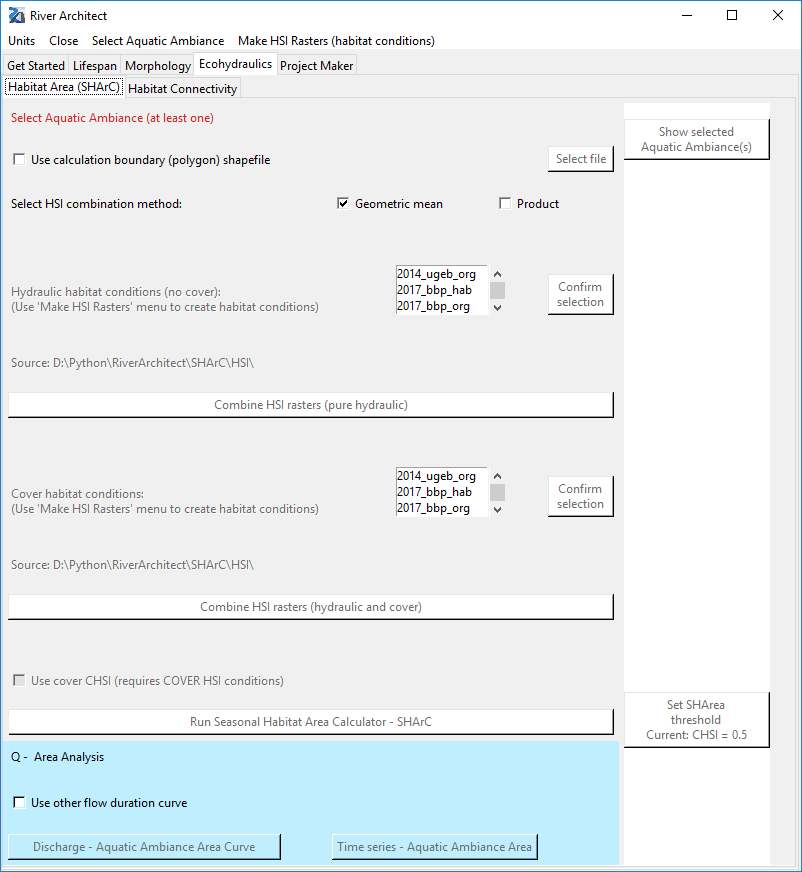 River Architect
Units Close Select Aquatic Ambiance Make HSI Rasters (habitat conditions)
Get Started Lifespan Morphology Ecohydraulics Project Maker
Habitat Area (SHArC) Habitat Connectivity
Select Aquatic Ambiance (at least one)
Show selected
Aquatic Ambiance(s)
Use calculation boundary (polygon) shapefile
Select file
Select HSI combination method:
Geometric mean
Product
Hydraulic habitat conditions (no cover):
(Use 'Make HSI Rasters' menu to create habitat conditions)
2014_ugeb_org
2017_bbp_hab
2017_bbp_org
Confirm
selection
Source: D:\Python\RiverArchitect\SHArC\HSI\
Combine HSI rasters (pure hydraulic)
Cover habitat conditions:
(Use 'Make HSI Rasters' menu to create habitat conditions)
2014_ugeb_org
2017_bbp_hab
2017_bbp_org
Confirm
selection
Source: D:\Python\RiverArchitect\SHArC\HSI\
Combine HSI rasters (hydraulic and cover)
Use cover CHSI (requires COVER HSI conditions)
Run Seasonal Habitat Area Calculator - SHArC
Set SHArea
threshold
Current: CHSI = 0.5
Q - Area Analysis
Use other flow duration curve
Discharge - Aquatic Ambiance Area Curve
Time series - Aquatic Ambiance Area